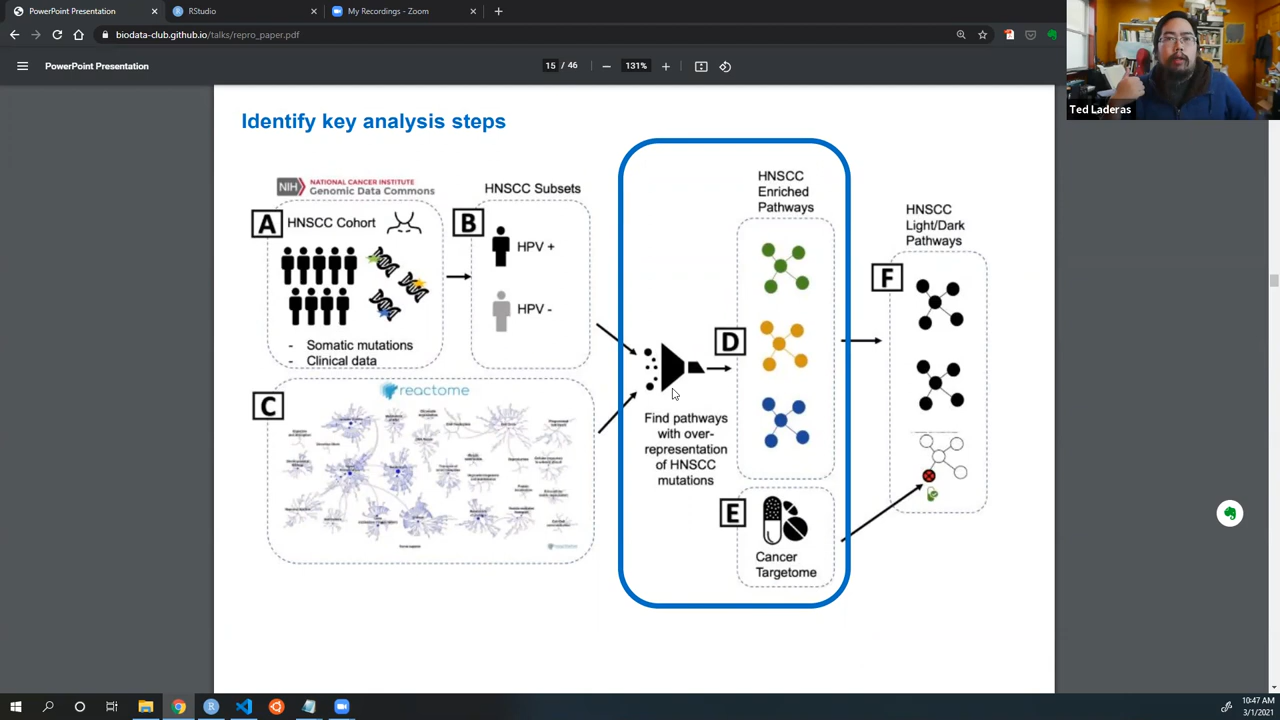 PowerPoint Presentation
RStudio
My Recordings - Zoom
biodata-club.github.io/talks/repro_paper.pdf
PowerPoint Presentation
15 / 46
131%
Ted Laderas
Identify key analysis steps
NIH
NATIONAL CANCER INSTITUTE
Genomic Data Commons
A
HNSCC Cohort
- Somatic mutations
- Clinical data
HNSCC Subsets
B
HPV +
HPV -
C
reactome
reactome
Find pathways
with over-
representation
of HNSCC
mutations
HNSCC
Enriched
Pathways
D
E
Cancer
Targetome
HNSCC
Light/Dark
Pathways
F
10:47 AM
3/1/2021